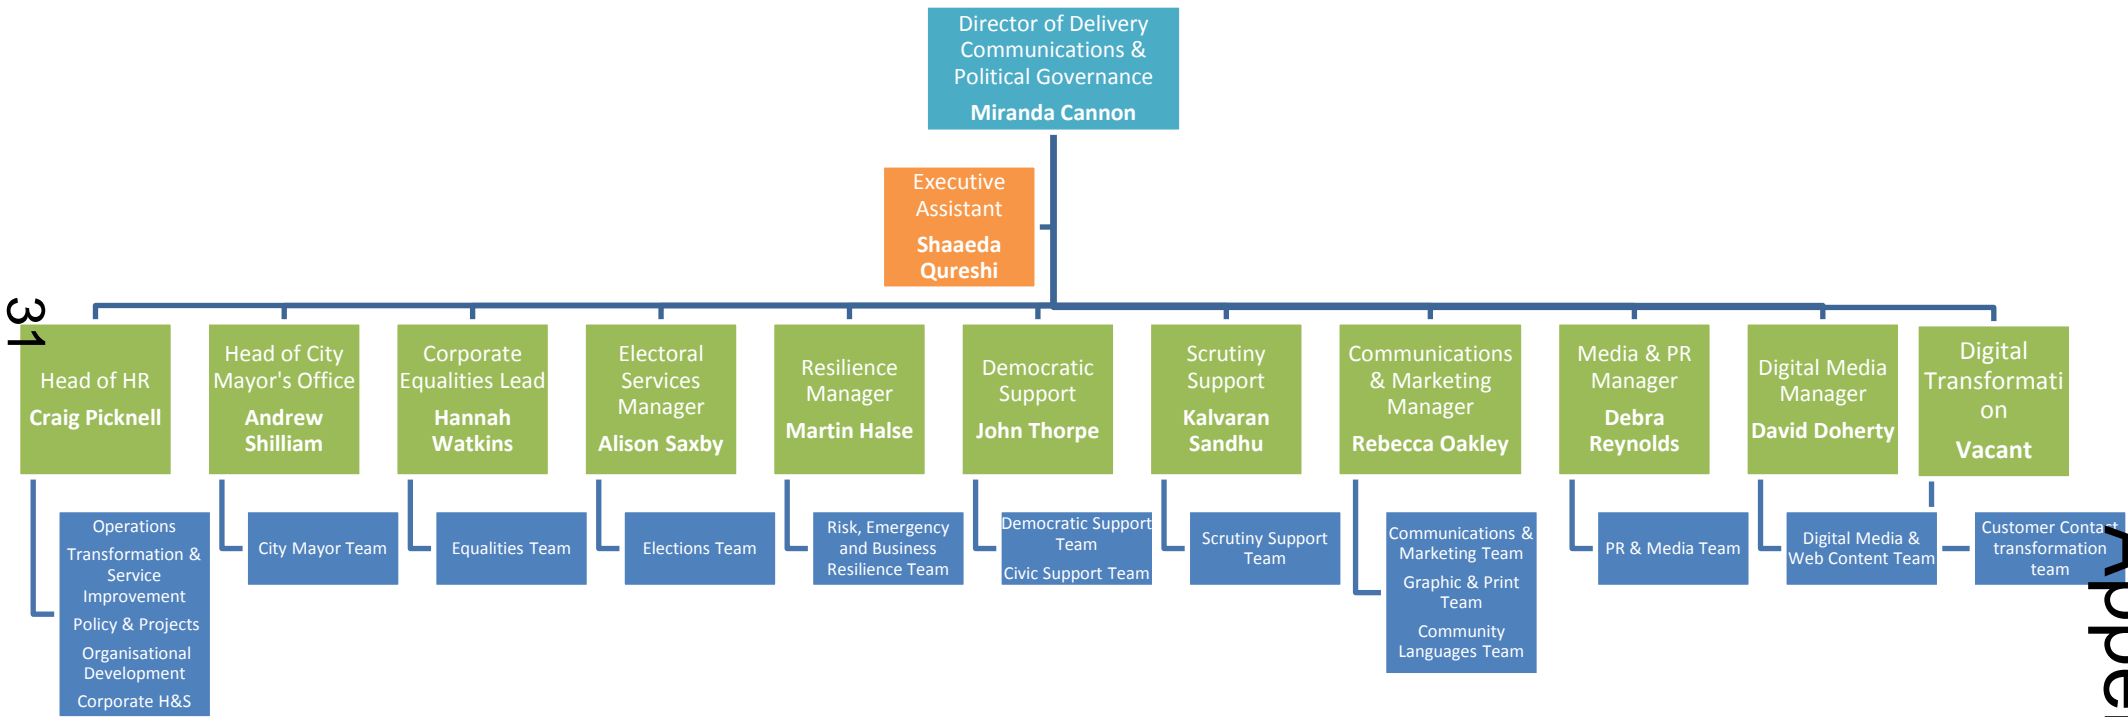 Director of Delivery
Communications &
Political Governance
Miranda Cannon
Executive
Assistant
Shaaeda
Qureshi
31
Head of HR
Craig Picknell
Head of City
Mayor's Office
Andrew
Shilliam
Corporate
Equalities Lead
Hannah
Watkins
Electoral
Services
Manager
Alison Saxby
Resilience
Manager
Martin Halse
Democratic
Support
John Thorpe
Scrutiny
Support
Kalvaran
Sandhu
Communications
& Marketing
Manager
Rebecca Oakley
Media & PR
Manager
Debra
Reynolds
Digital Media
Manager
David Doherty
Digital
Transformati
on
Vacant
Operations
Transformation &
Service
Improvement
Policy & Projects
Organisational
Development
Corporate H&S
City Mayor Team
Equalities Team
Elections Team
Risk, Emergency
and Business
Resilience Team
Democratic Support
Team
Civic Support Team
Scrutiny Support
Team
Communications &
Marketing Team
Graphic & Print
Team
Community
Languages Team
PR & Media Team
Digital Media &
Web Content Team
Customer Contact
transformation
team